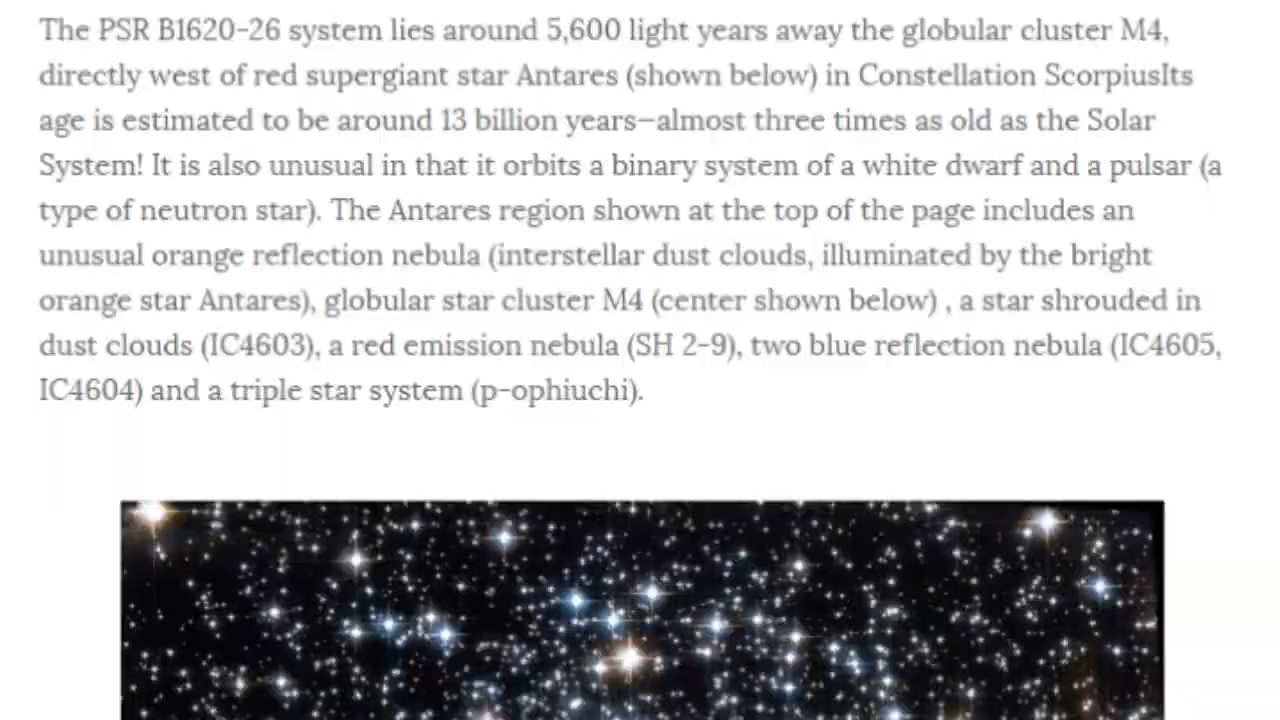 The PSR B1620-26 system lies around 5,600 light years away the globular cluster M4,
directly west of red supergiant star Antares (shown below) in Constellation ScorpiusIts
age is estimated to be around 13 billion years—almost three times as old as the Solar
System! It is also unusual in that it orbits a binary system of a white dwarf and a pulsar (a
type of neutron star). The Antares region shown at the top of the page includes an
unusual orange reflection nebula (interstellar dust clouds, illuminated by the bright
orange star Antares), globular star cluster M4 (center shown below) , a star shrouded in
dust clouds (IC4603), a red emission nebula (SH 2-9), two blue reflection nebula (IC4605,
IC4604) and a triple star system (p-ophiuchi).